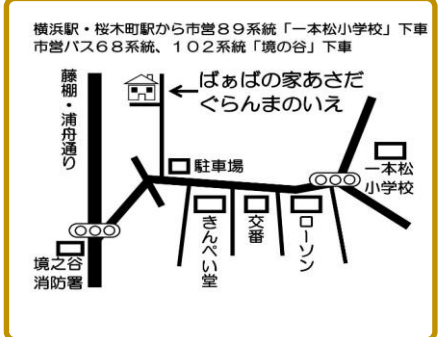 横浜駅・桜木町駅から市営８９系統「一本松小学校」下車
市営バス６８系統、１０２系統「境の谷」下車
藤棚・浦舟通り
ばぁばの家あさだ
ぐらんまのいえ
駐車場
一本松
小学校
きんぺい堂
交番
ローソン
境之谷
消防署